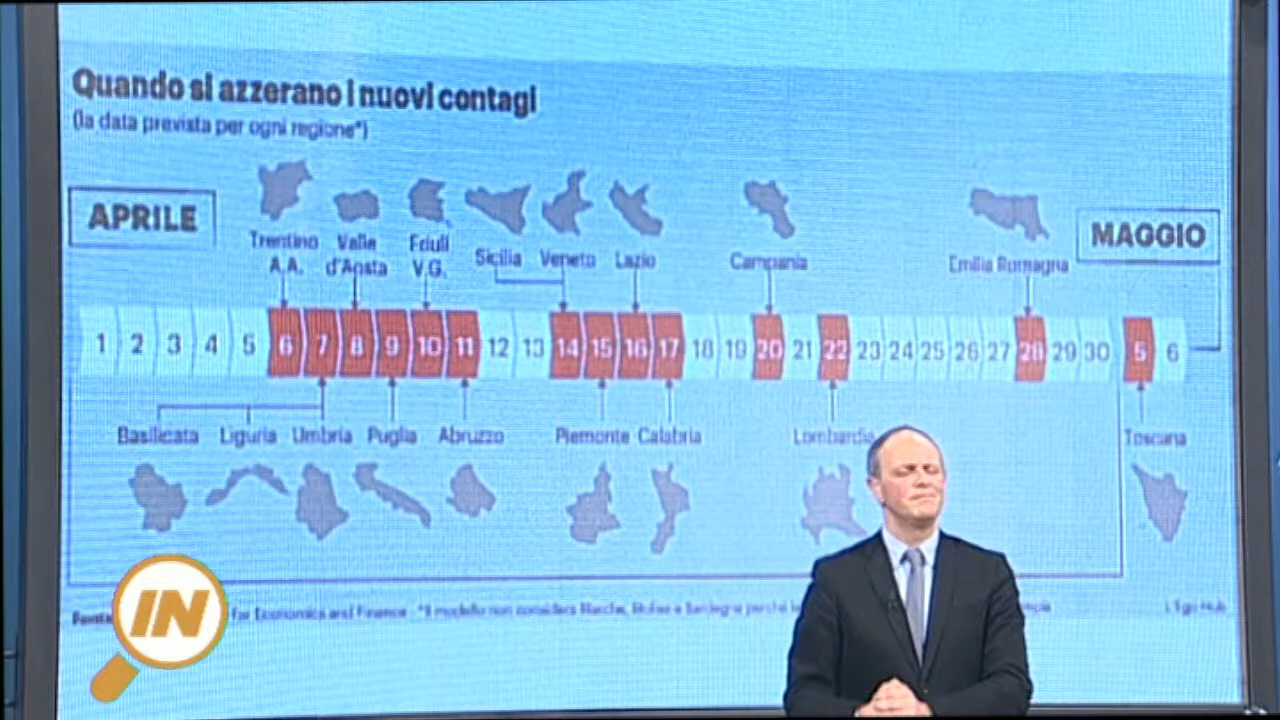 Quando si azzerano i nuovi contagi
(la data prevista per ogni regione*)
APRILE
MAGGIO
Trentino A.A.
Valle d'Aosta
Friuli V.G.
Sicilia
Veneto
Lazio
Campania
Emilia Romagna
1 2 3 4 5 6 7 8 9 10 11 12 13 14 15 16 17 18 19 20 21 22 23 24 25 26 27 28 29 30 5 6
Basilicata Liguria Umbria Puglia Abruzzo Piemonte Calabria Lombardia Toscana
for Economics and Finance *Il modello non considera Marche, Molise e Sardegna perché
IN